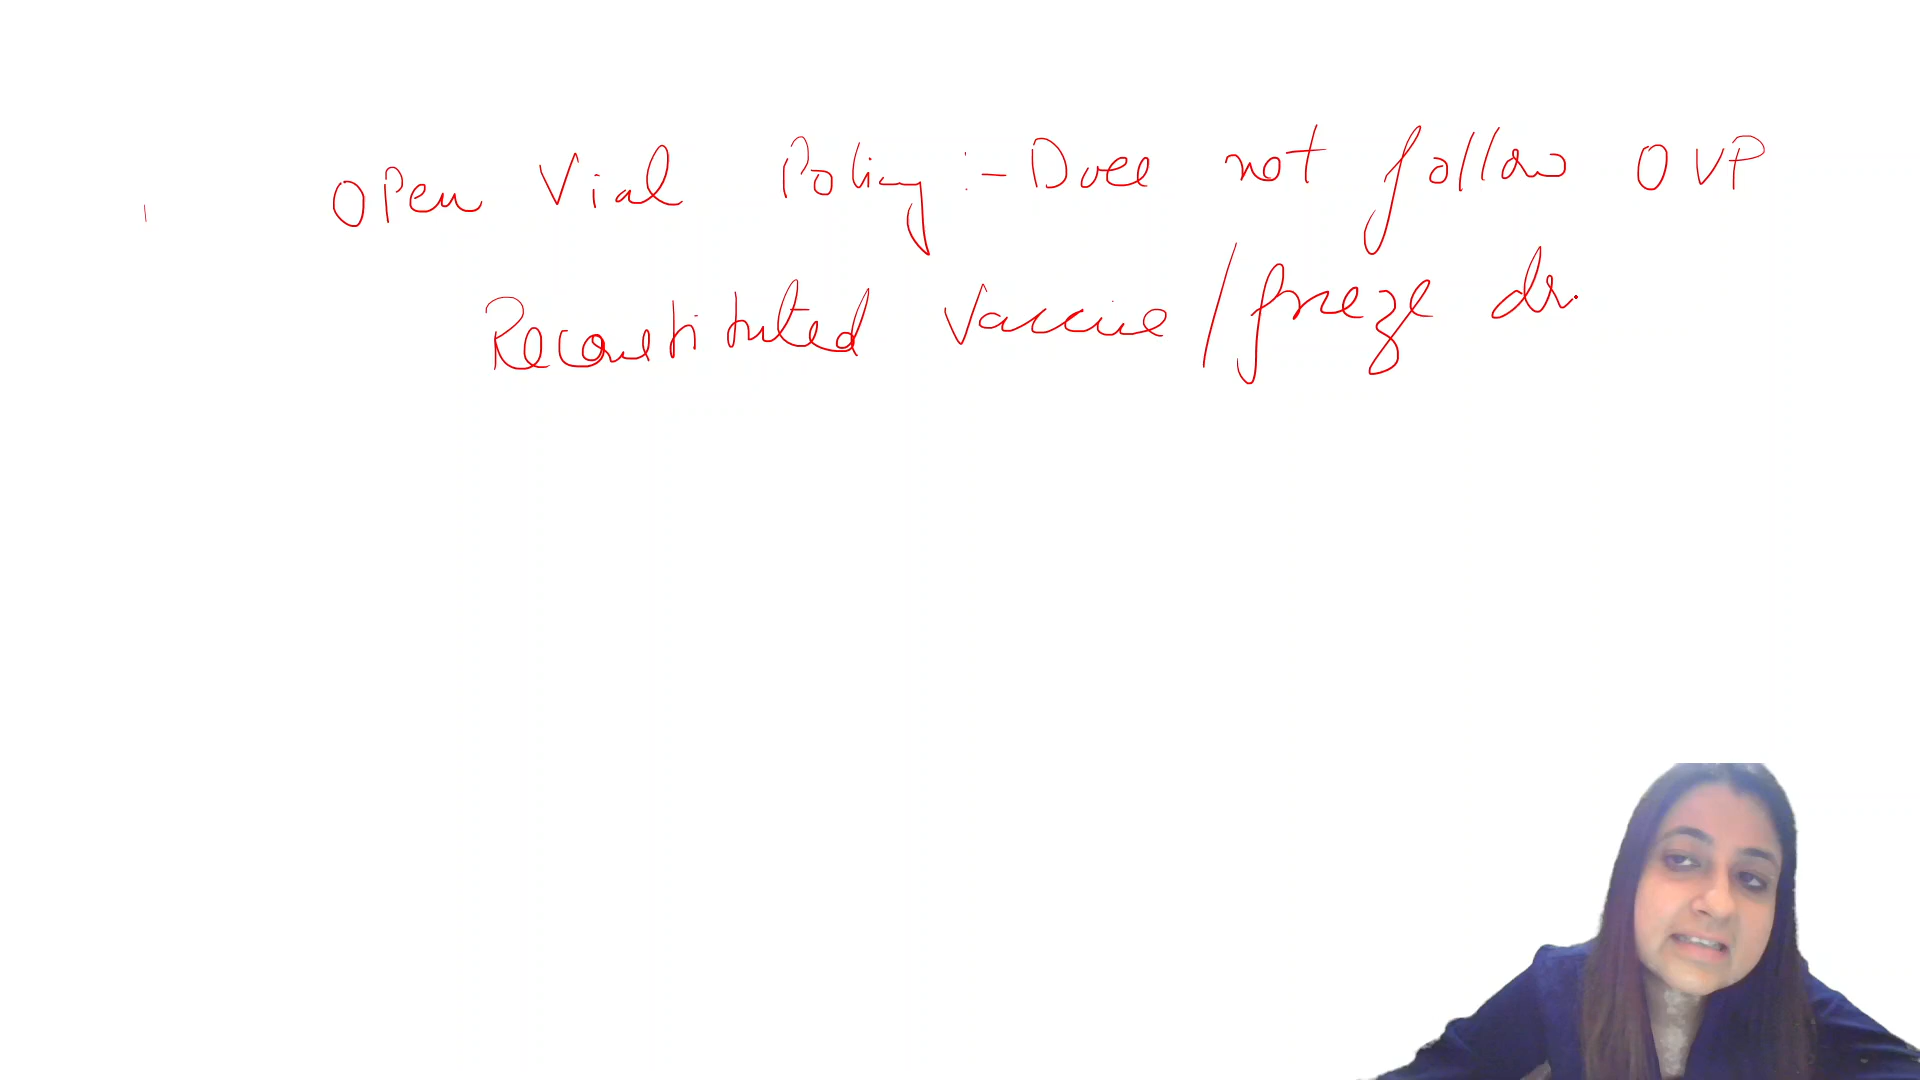 Open Vial Policy :- Does not follow OVP
Reconstituted Vaccine / freeze dr.